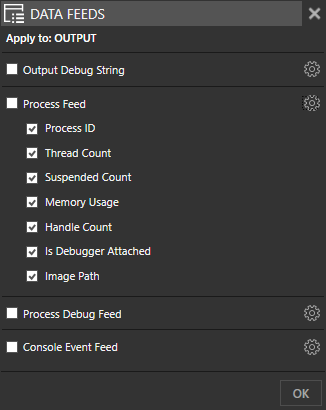 DATA FEEDS
Apply to: OUTPUT
Output Debug String
Process Feed
Process ID
Thread Count
Suspended Count
Memory Usage
Handle Count
Is Debugger Attached
Image Path
Process Debug Feed
Console Event Feed
OK